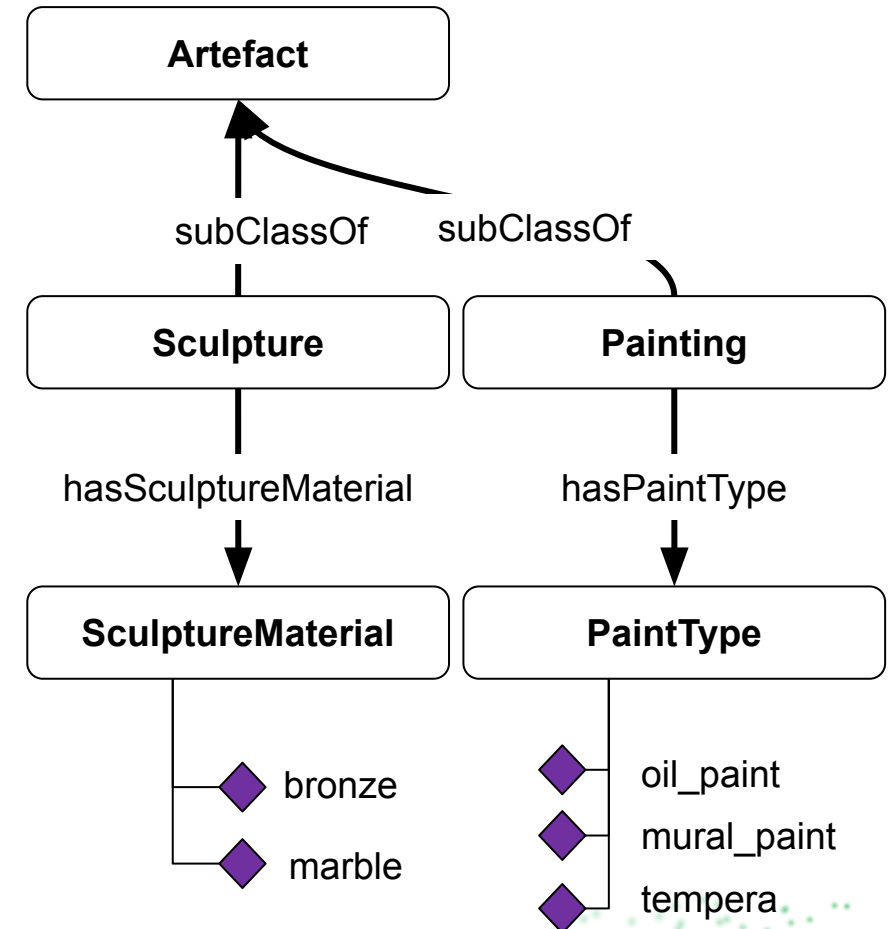 Artefact
subClassOf subClassOf
Sculpture Painting
hasSculptureMaterial hasPaintType
SculptureMaterial PaintType
bronze oil_paint
marble mural_paint
tempera